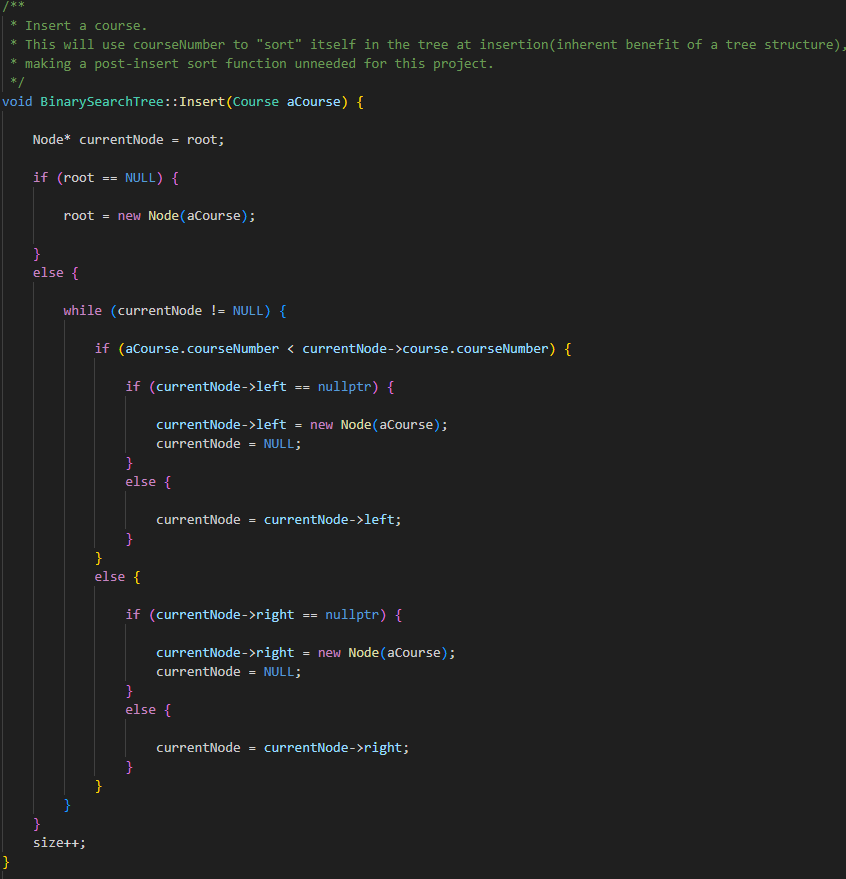 /**
 * Insert a course.
 * This will use courseNumber to "sort" itself in the tree at insertion(inherent benefit of a tree structure),
 * making a post-insert sort function unneeded for this project.
 */
void BinarySearchTree::Insert(Course aCourse) {
    Node* currentNode = root;
    if (root == NULL) {
        root = new Node(aCourse);
    }
    else {
        while (currentNode != NULL) {
            if (aCourse.courseNumber < currentNode->course.courseNumber) {
                if (currentNode->left == nullptr) {
                    currentNode->left = new Node(aCourse);
                    currentNode = NULL;
                }
                else {
                    currentNode = currentNode->left;
                }
            }
            else {
                if (currentNode->right == nullptr) {
                    currentNode->right = new Node(aCourse);
                    currentNode = NULL;
                }
                else {
                    currentNode = currentNode->right;
                }
            }
        }
    }
    size++;
}